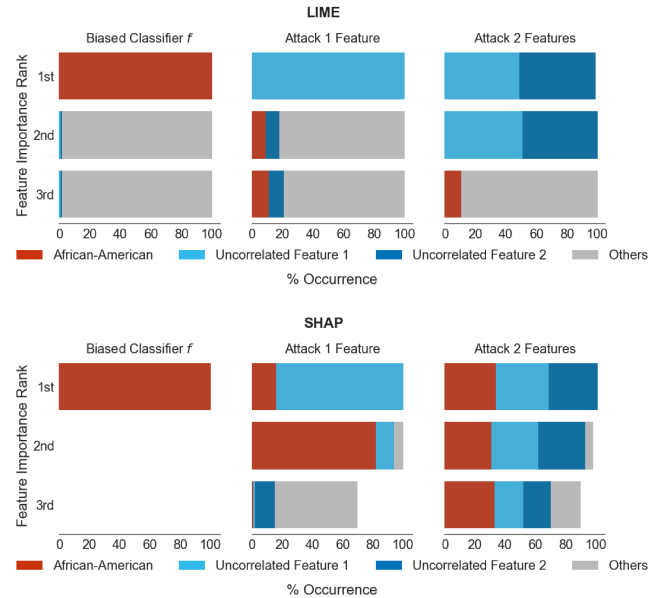 LIME
Biased Classifier f Attack 1 Feature Attack 2 Features
Feature Importance Rank
1st
2nd
3rd
0 20 40 60 80 100 0 20 40 60 80 100 0 20 40 60 80 100
African-American Uncorrelated Feature 1 Uncorrelated Feature 2 Others
% Occurrence
SHAP
Biased Classifier f Attack 1 Feature Attack 2 Features
Feature Importance Rank
1st
2nd
3rd
0 20 40 60 80 100 0 20 40 60 80 100 0 20 40 60 80 100
African-American Uncorrelated Feature 1 Uncorrelated Feature 2 Others
% Occurrence